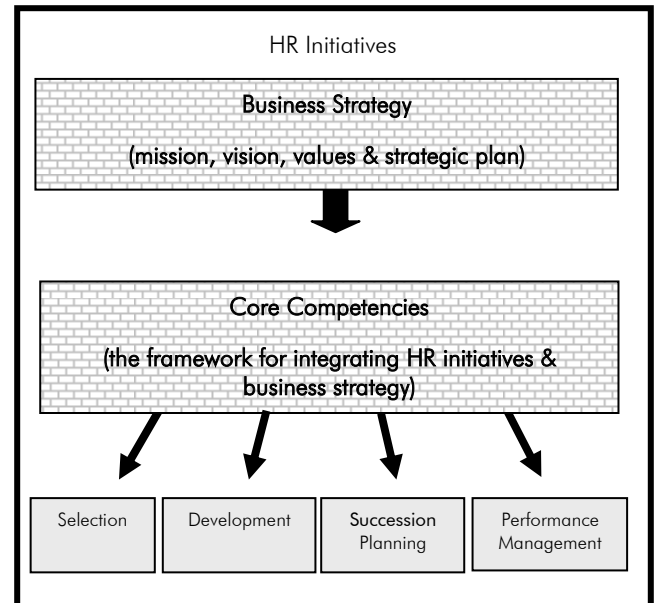 HR Initiatives
Business Strategy
(mission, vision, values & strategic plan)
Core Competencies
(the framework for integrating HR initiatives &
business strategy)
Selection
Development
Succession
Planning
Performance
Management